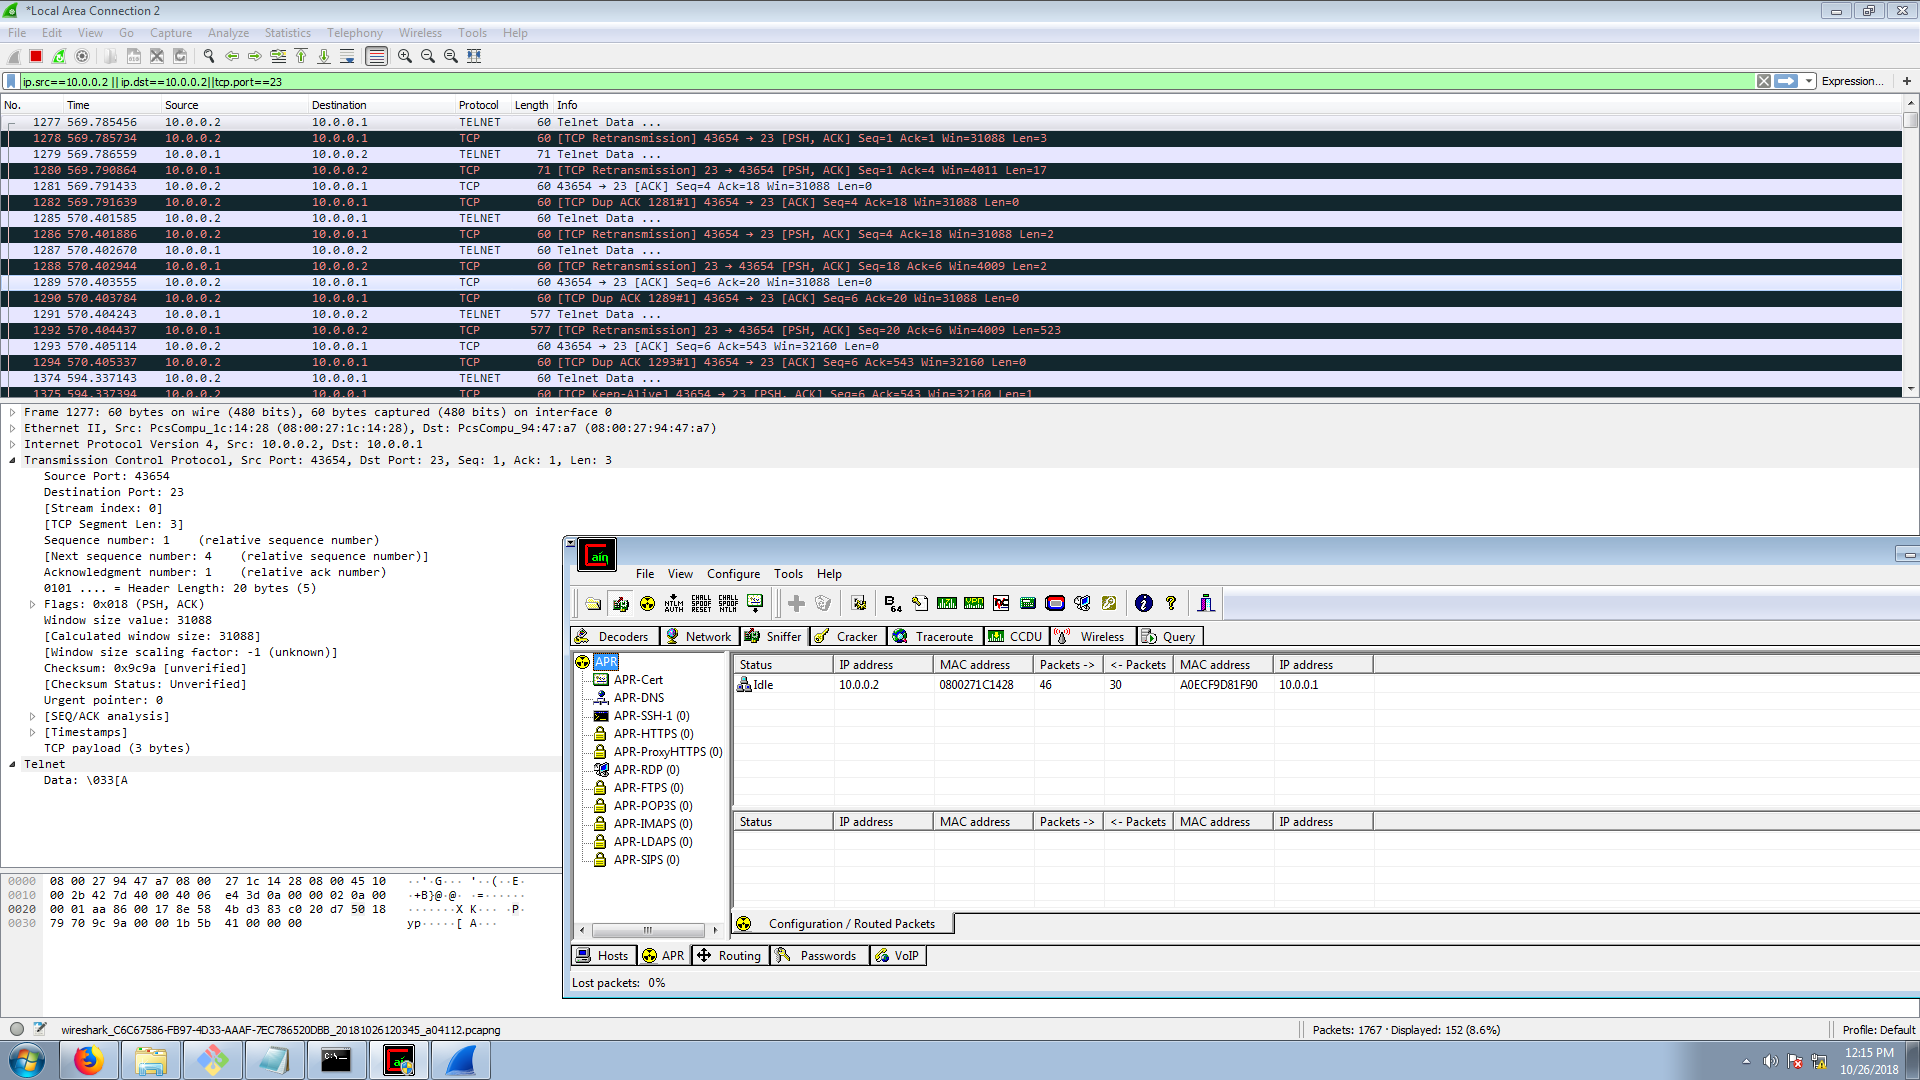 *Local Area Connection 2
File Edit View Go Capture Analyze Statistics Telephony Wireless Tools Help
ip.src==10.0.0.2 || ip.dst==10.0.0.2||tcp.port==23 Expression... +
No. Time Source Destination Protocol Length Info
1277 569.785456 10.0.0.2 10.0.0.1 TELNET 60 Telnet Data ...
1278 569.785734 10.0.0.2 10.0.0.1 TCP 60 [TCP Retransmission] 43654 → 23 [PSH, ACK] Seq=1 Ack=1 Win=31088 Len=3
1279 569.786559 10.0.0.1 10.0.0.2 TELNET 71 Telnet Data ...
1280 569.790864 10.0.0.1 10.0.0.2 TCP 71 [TCP Retransmission] 23 → 43654 [PSH, ACK] Seq=1 Ack=4 Win=4011 Len=17
1281 569.791433 10.0.0.2 10.0.0.1 TCP 60 43654 → 23 [ACK] Seq=4 Ack=18 Win=31088 Len=0
1282 569.791639 10.0.0.2 10.0.0.1 TCP 60 [TCP Dup ACK 1281#1] 43654 → 23 [ACK] Seq=4 Ack=18 Win=31088 Len=0
1285 570.401585 10.0.0.2 10.0.0.1 TELNET 60 Telnet Data ...
1286 570.401886 10.0.0.2 10.0.0.1 TCP 60 [TCP Retransmission] 43654 → 23 [PSH, ACK] Seq=4 Ack=18 Win=31088 Len=2
1287 570.402670 10.0.0.1 10.0.0.2 TELNET 60 Telnet Data ...
1288 570.402944 10.0.0.1 10.0.0.2 TCP 60 [TCP Retransmission] 23 → 43654 [PSH, ACK] Seq=18 Ack=6 Win=4009 Len=2
1289 570.403555 10.0.0.2 10.0.0.1 TCP 60 43654 → 23 [ACK] Seq=6 Ack=20 Win=31088 Len=0
1290 570.403784 10.0.0.2 10.0.0.1 TCP 60 [TCP Dup ACK 1289#1] 43654 → 23 [ACK] Seq=6 Ack=20 Win=31088 Len=0
1291 570.404243 10.0.0.1 10.0.0.2 TELNET 577 Telnet Data ...
1292 570.404437 10.0.0.1 10.0.0.2 TCP 577 [TCP Retransmission] 23 → 43654 [PSH, ACK] Seq=20 Ack=6 Win=4009 Len=523
1293 570.405114 10.0.0.2 10.0.0.1 TCP 60 43654 → 23 [ACK] Seq=6 Ack=543 Win=32160 Len=0
1294 570.405337 10.0.0.2 10.0.0.1 TCP 60 [TCP Dup ACK 1293#1] 43654 → 23 [ACK] Seq=6 Ack=543 Win=32160 Len=0
1374 594.337143 10.0.0.2 10.0.0.1 TELNET 60 Telnet Data ...
1375 594.337394 10.0.0.2 10.0.0.1 TCP 60 [TCP Keep-Alive] 43654 → 23 [PSH, ACK] Seq=6 Ack=543 Win=32160 Len=1
Frame 1277: 60 bytes on wire (480 bits), 60 bytes captured (480 bits) on interface 0
Ethernet II, Src: PcsCompu_1c:14:28 (08:00:27:1c:14:28), Dst: PcsCompu_94:47:a7 (08:00:27:94:47:a7)
Internet Protocol Version 4, Src: 10.0.0.2, Dst: 10.0.0.1
Transmission Control Protocol, Src Port: 43654, Dst Port: 23, Seq: 1, Ack: 1, Len: 3
Source Port: 43654
Destination Port: 23
[Stream index: 0]
[TCP Segment Len: 3]
Sequence number: 1 (relative sequence number)
[Next sequence number: 4 (relative sequence number)]
Acknowledgment number: 1 (relative ack number)
0101 .... = Header Length: 20 bytes (5)
Flags: 0x018 (PSH, ACK)
Window size value: 31088
[Calculated window size: 31088]
[Window size scaling factor: -1 (unknown)]
Checksum: 0x9c9a [unverified]
[Checksum Status: Unverified]
Urgent pointer: 0
[SEQ/ACK analysis]
[Timestamps]
TCP payload (3 bytes)
Telnet
Data: \033[A
0000 08 00 27 94 47 a7 08 00 27 1c 14 28 08 00 45 10 ··'·G··· '··(··E·
0010 00 2b 42 7d 40 00 40 06 e4 3d 0a 00 00 02 0a 00 ·+B}@·@· ·=······
0020 00 01 aa 86 00 17 8e 58 4b d3 83 c0 20 d7 50 18 ·······X K··· ·P·
0030 79 70 9c 9a 00 00 1b 5b 41 00 00 00 yp·····[ A···
caín
File View Configure Tools Help
NTLM AUTH CHALL SPOOF RESET CHALL SPOOF NTLM B64
Decoders Network Sniffer Cracker Traceroute CCDU Wireless Query
APR
APR-Cert
APR-DNS
APR-SSH-1 (0)
APR-HTTPS (0)
APR-ProxyHTTPS (0)
APR-RDP (0)
APR-FTPS (0)
APR-POP3S (0)
APR-IMAPS (0)
APR-LDAPS (0)
APR-SIPS (0)
Status IP address MAC address Packets -> <- Packets MAC address IP address
Idle 10.0.0.2 0800271C1428 46 30 A0ECF9D81F90 10.0.0.1
Status IP address MAC address Packets -> <- Packets MAC address IP address
Configuration / Routed Packets
Hosts APR Routing Passwords VoIP
Lost packets: 0%
wireshark_C6C67586-FB97-4D33-AAAF-7EC786520DBB_20181026120345_a04112.pcapng
Packets: 1767 · Displayed: 152 (8.6%)
Profile: Default
12:15 PM
10/26/2018